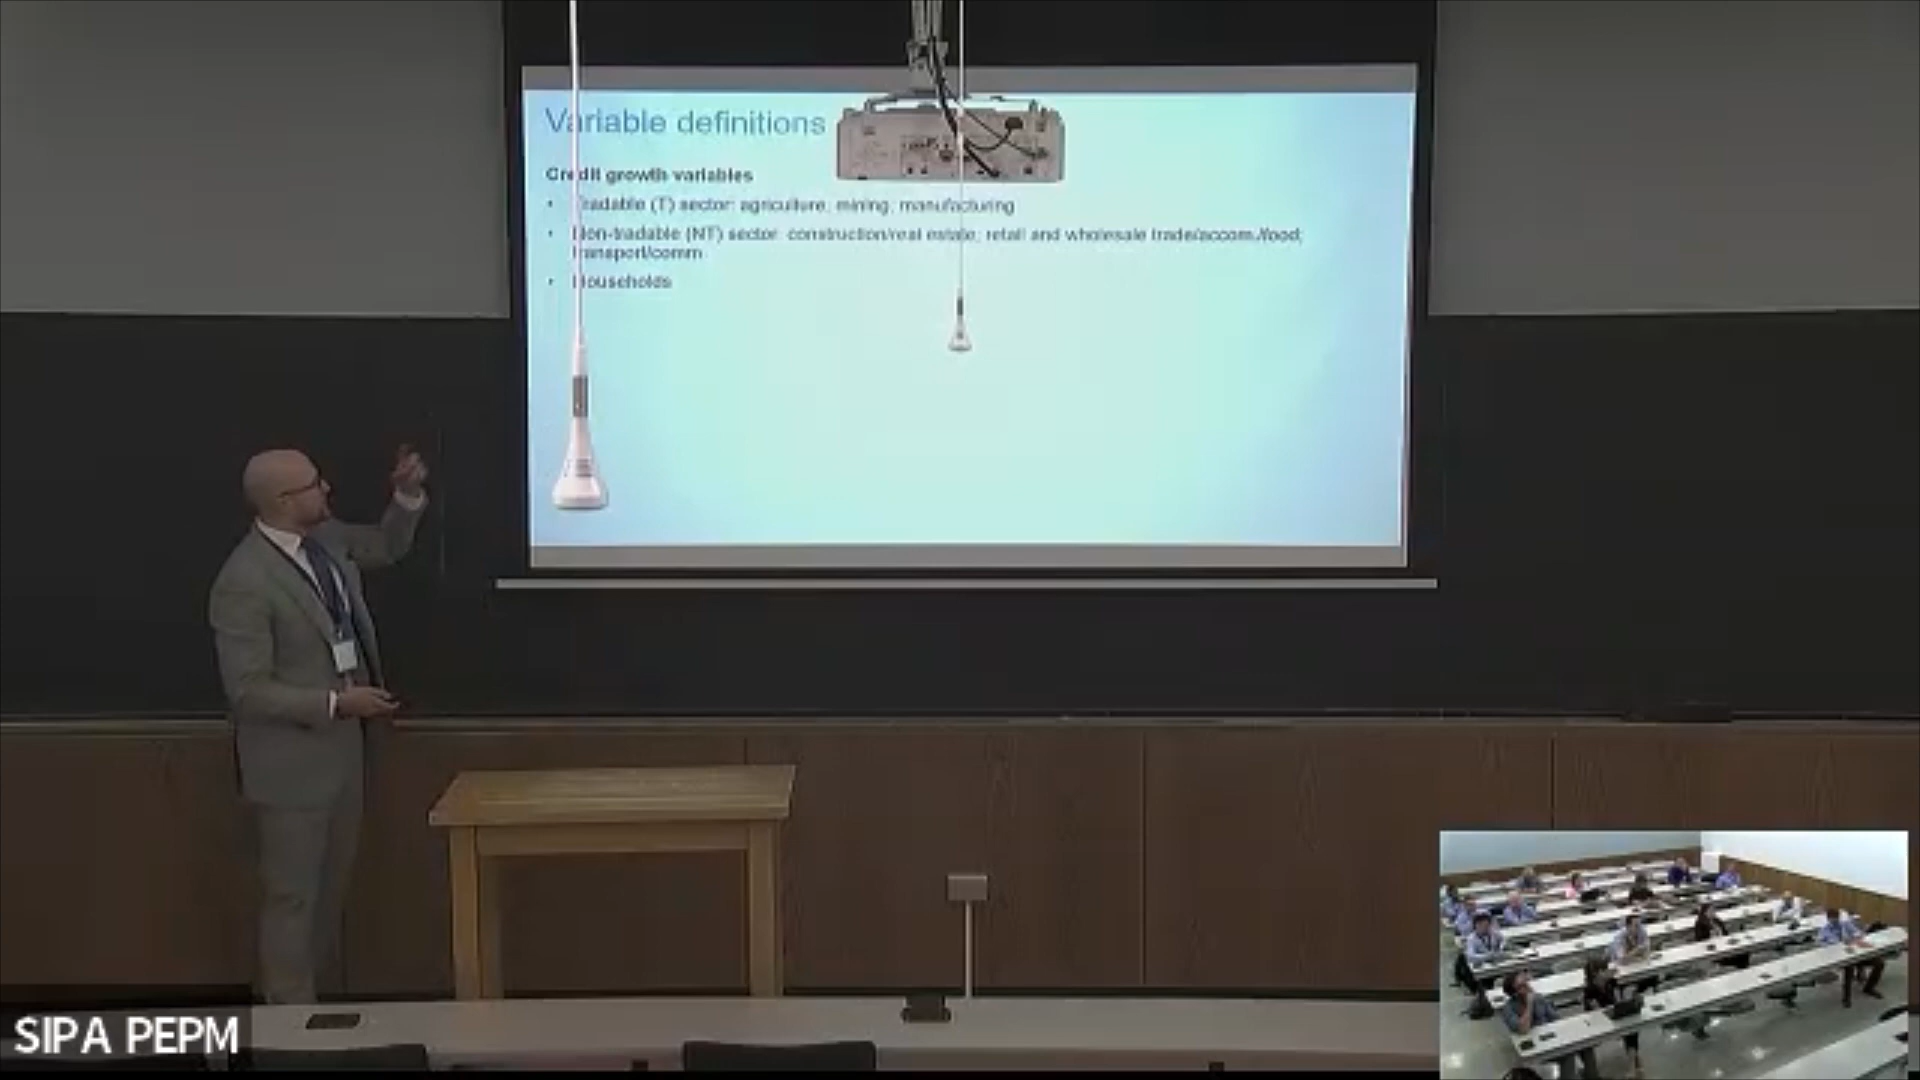 Variable definitions
Credit growth variables
• Tradable (T) sector: agriculture, mining, manufacturing
• Non-tradable (NT) sector: construction/real estate; retail and wholesale trade/accom./food;
transport/comm
• Households
SIPA PEPM